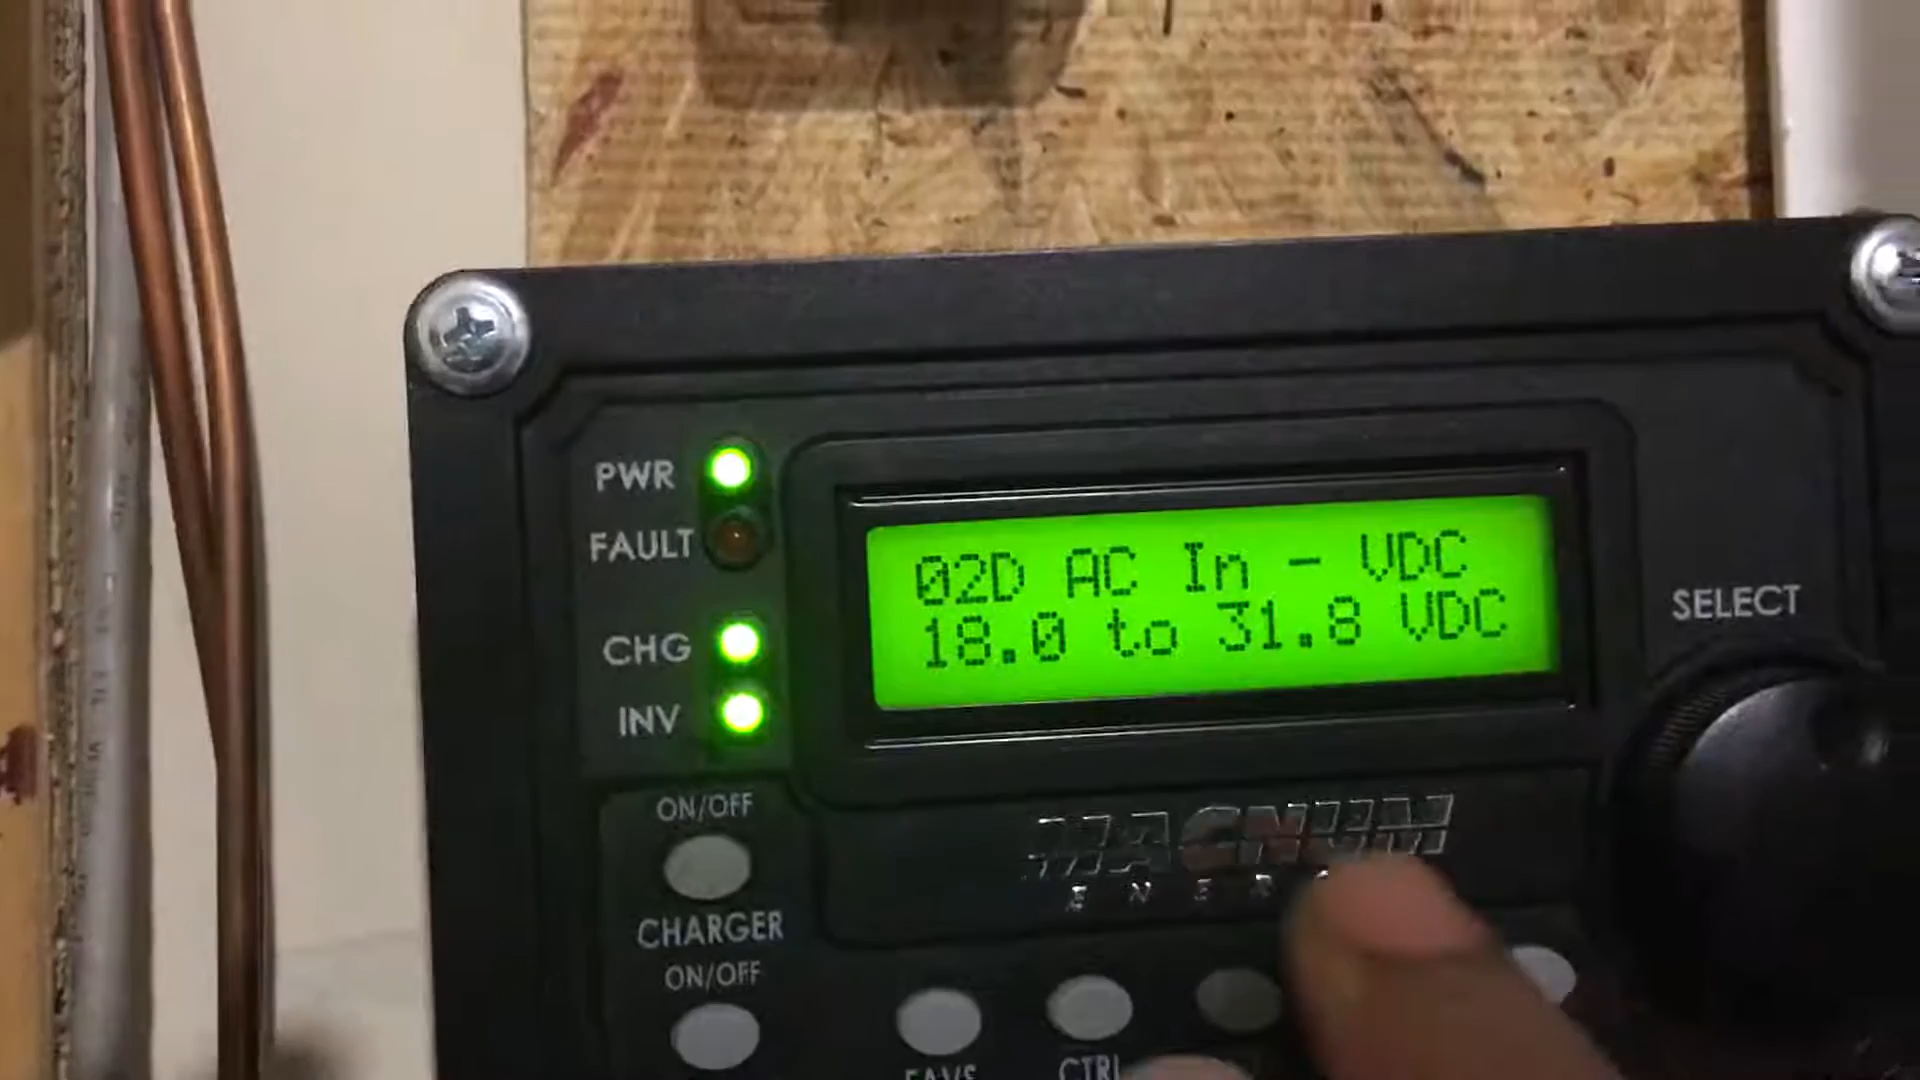 PWR
FAULT
CHG
INV
02D AC In - VDC
18.0 to 31.8 VDC
SELECT
MAGNUM
ON/OFF
CHARGER
ON/OFF
FAVS
CTRL